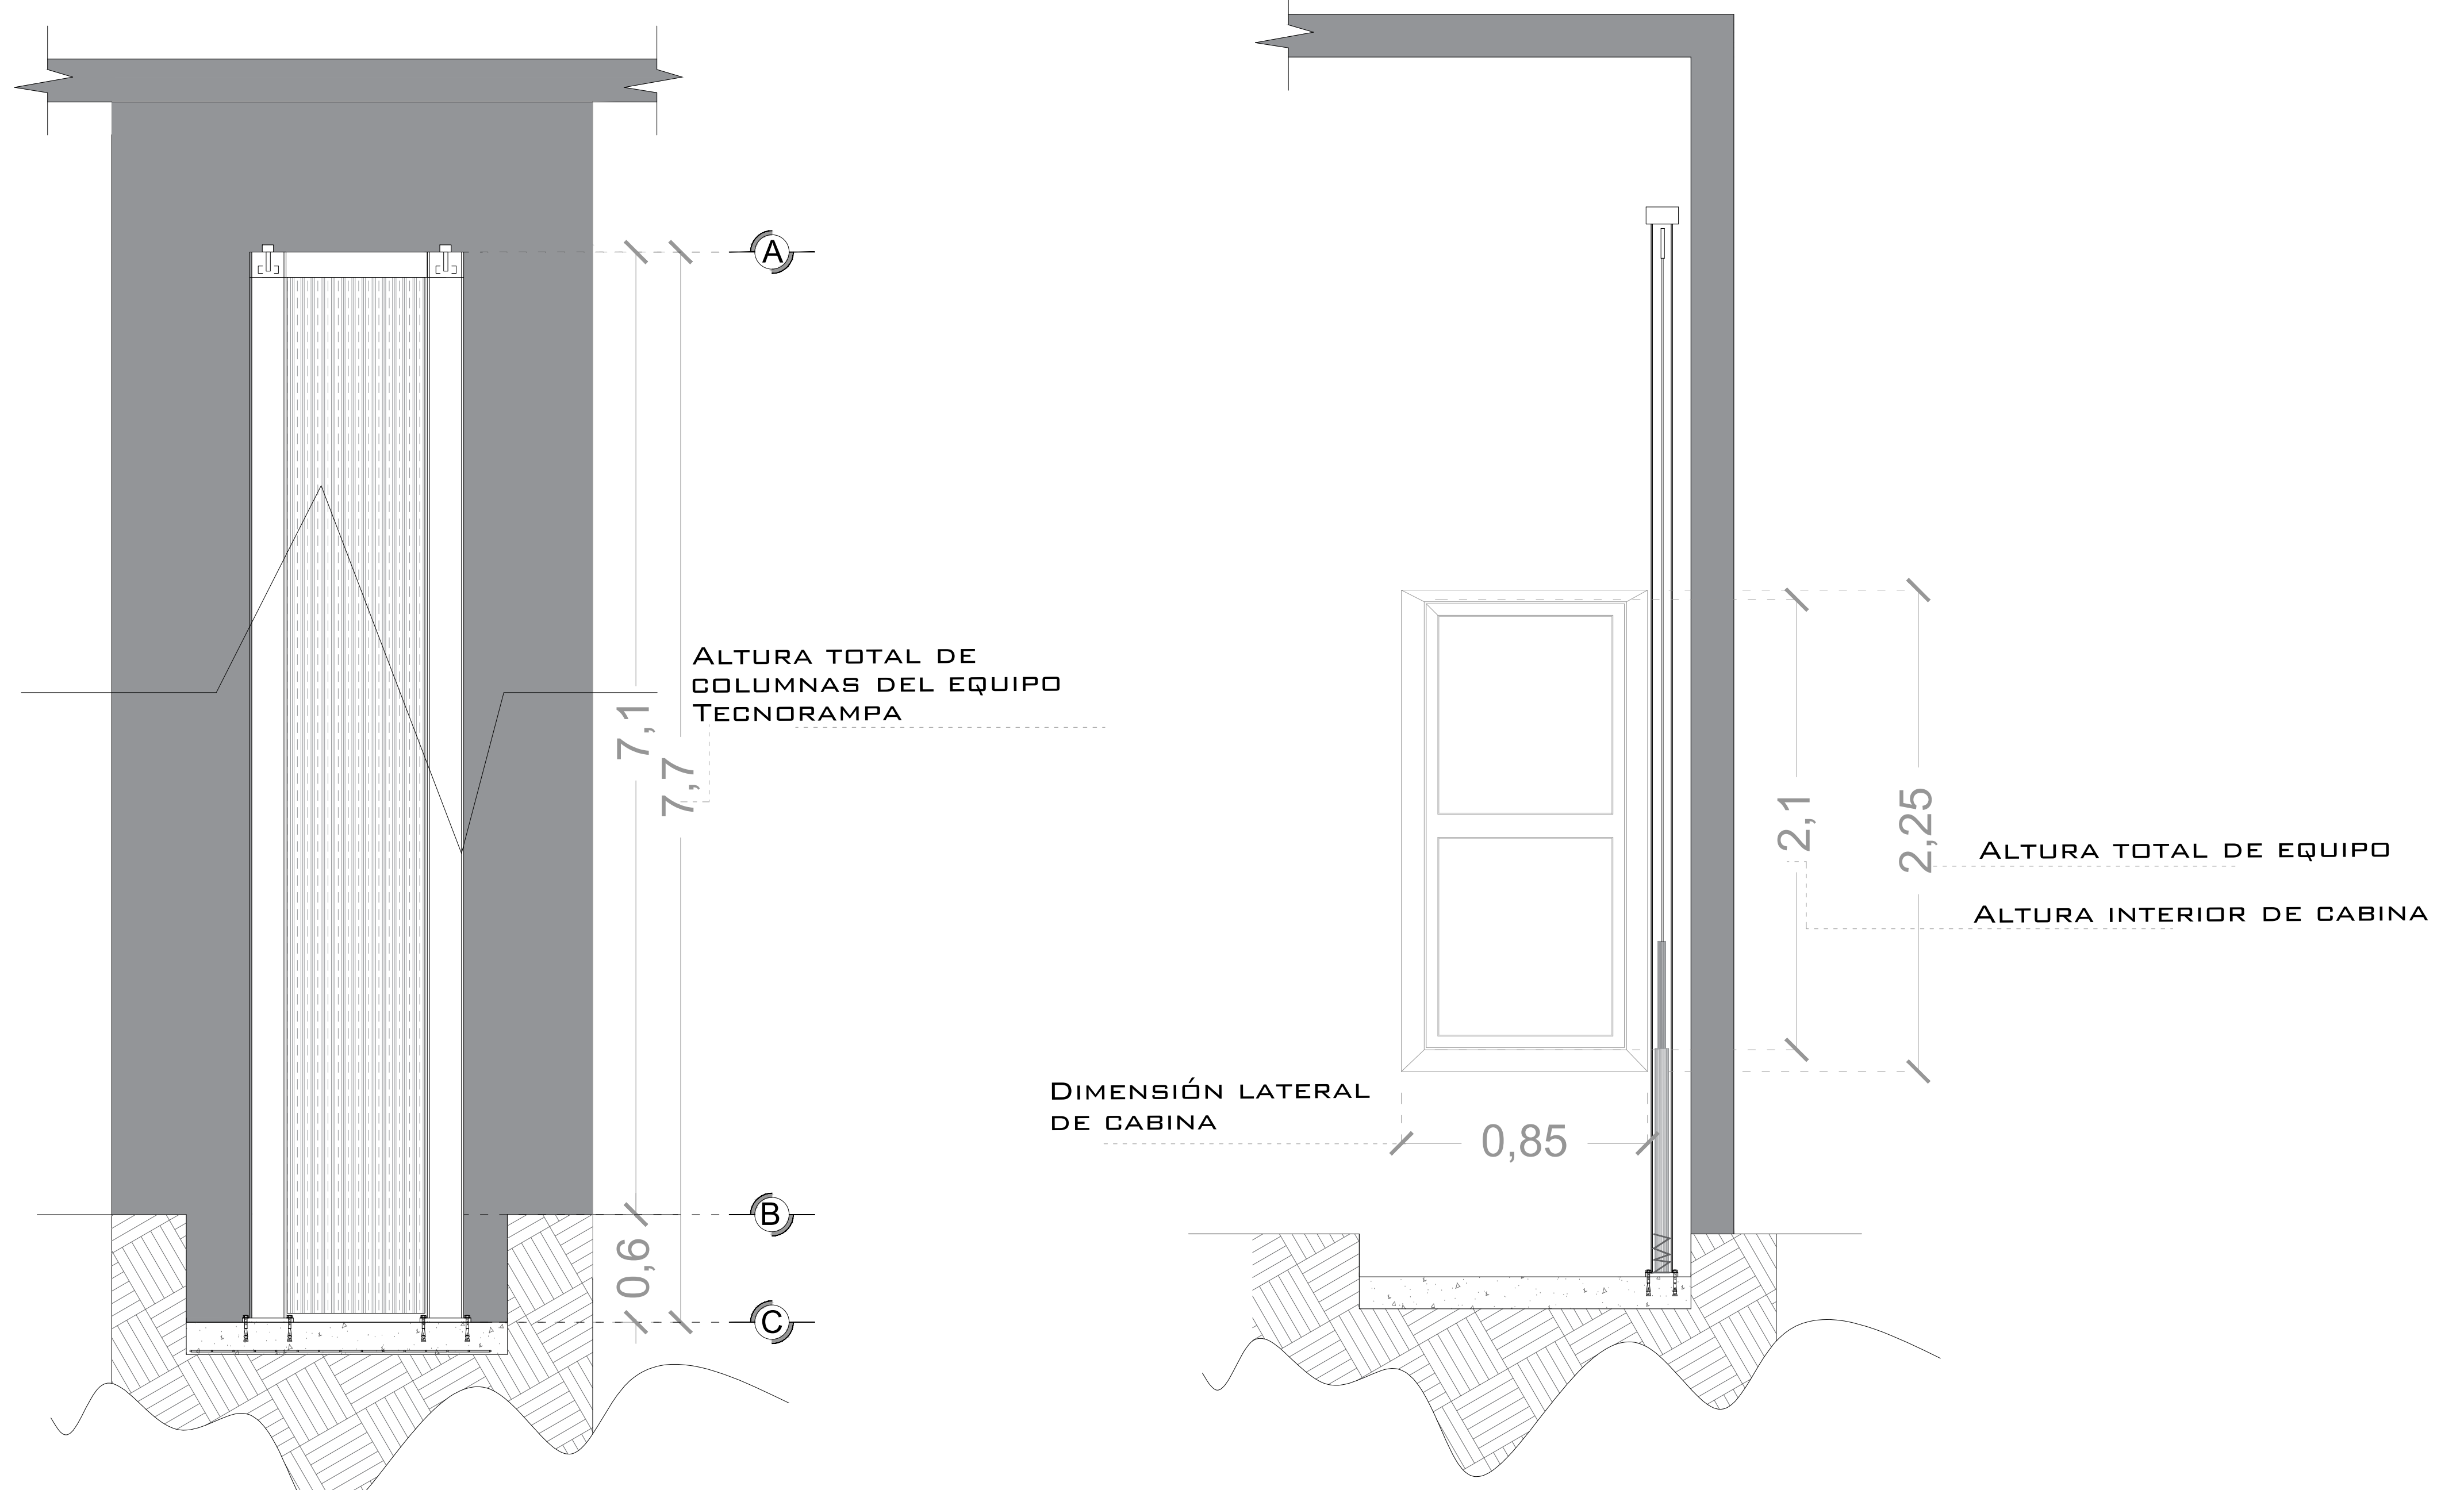 A
ALTURA TOTAL DE
COLUMNAS DEL EQUIPO
TECNORAMPA
7,1
7,7
2,1
2,25
ALTURA TOTAL DE EQUIPO
ALTURA INTERIOR DE CABINA
DIMENSIÓN LATERAL
DE CABINA
0,85
B
0,6
C